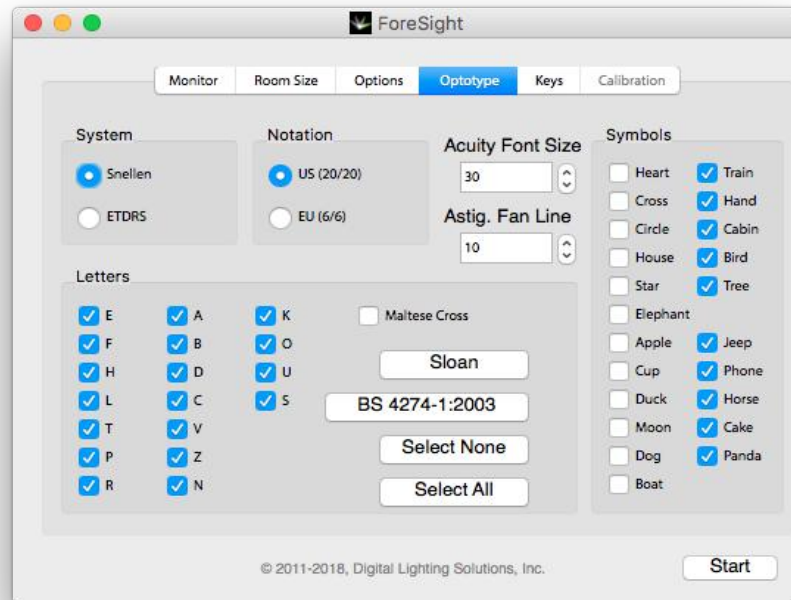 ForeSight
Monitor Room Size Options Optotype Keys Calibration
System
Snellen
ETDRS
Notation
US (20/20)
EU (6/6)
Acuity Font Size
30
Astig. Fan Line
10
Letters
E A K
F B O
H D U
L C S
T V
P Z
R N
Maltese Cross
Sloan
BS 4274-1:2003
Select None
Select All
Symbols
Heart Train
Cross Hand
Circle Cabin
House Bird
Star Tree
Elephant
Apple Jeep
Cup Phone
Duck Horse
Moon Cake
Dog Panda
Boat
© 2011-2018, Digital Lighting Solutions, Inc.
Start